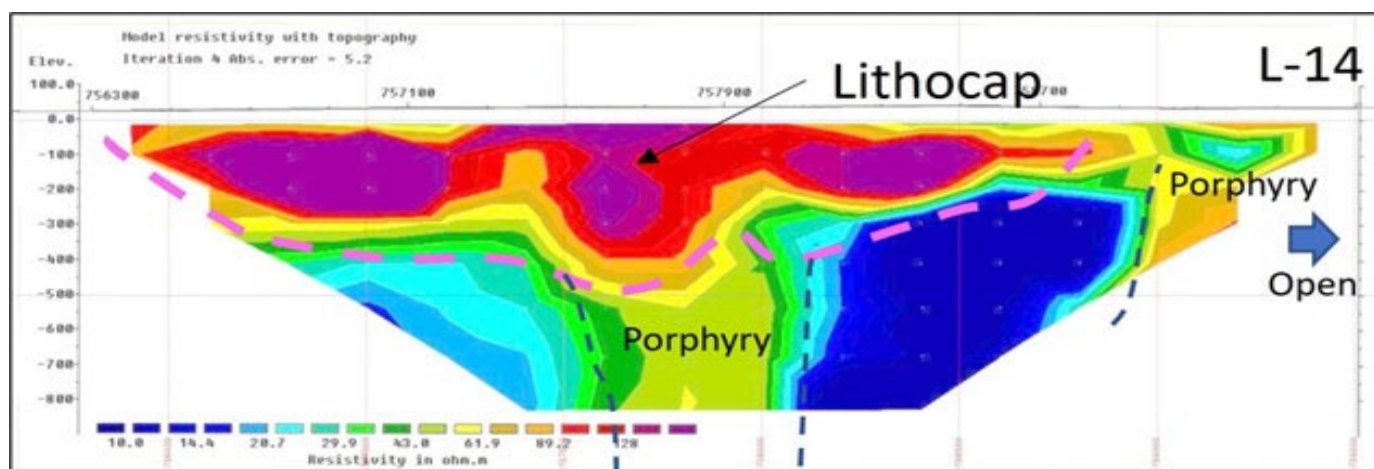 Model resistivity with topography
Iteration 4 Abs. error = 5.2
L-14
Lithocap
Elev.
100.0
756300
757100
757900
0.0
-100
-200
-300
-400
-500
-600
-700
-800
Porphyry
Porphyry
Open
10.0 14.4 20.7 29.9 43.0 61.9 89.2 128
Resistivity in ohm.m